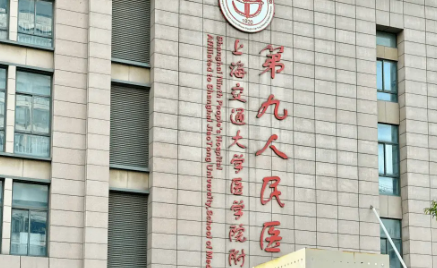 上海交通大学医学院附
第九人民医
Shanghai Ninth People's Hospital
Affiliated to Shanghai JiaoTong University, School of Med